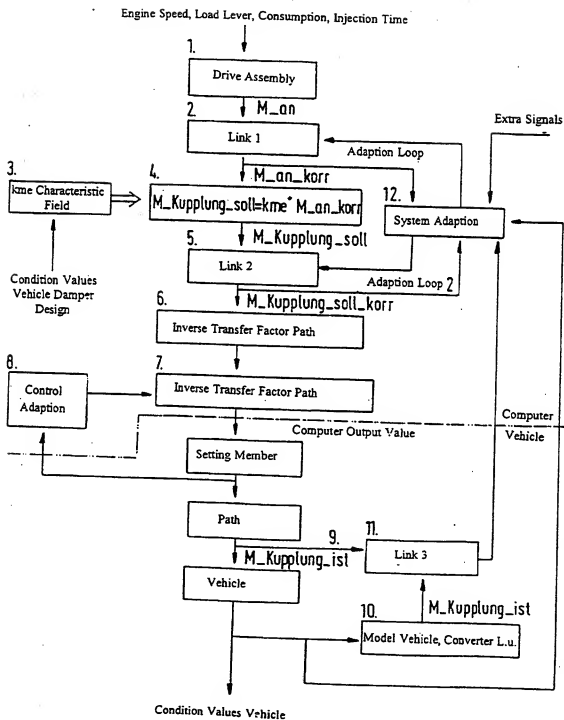 Engine Speed, Load Lever, Consumption, Injection Time
1.
Drive Assembly
M_an
2.
Link 1
Extra Signals
Adaption Loop
M_an_korr
3.
kme Characteristic
Field
4.
M_Kupplung_soll=kme* M_an_korr
12.
System Adaption
M_Kupplung_soll
5.
Link 2
Adaption Loop 2
Condition Values
Vehicle Damper
Design
M_Kupplung_soll_korr
6.
Inverse Transfer Factor Path
8.
Control
Adaption
7.
Inverse Transfer Factor Path
Computer
Computer Output Value
Vehicle
Setting Member
Path
9.
M_Kupplung_ist
11.
Link 3
Vehicle
M_Kupplung_ist
10.
Model Vehicle, Converter L.u.
Condition Values Vehicle